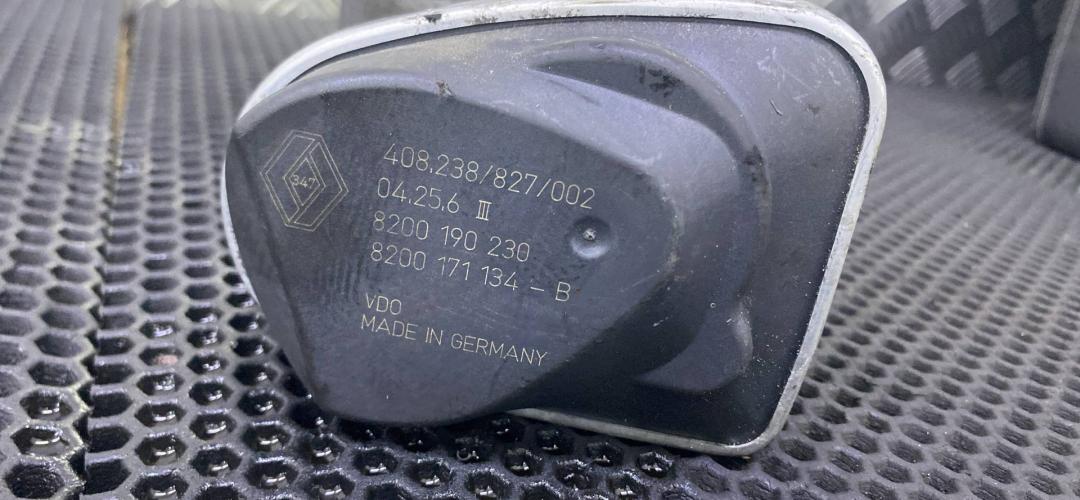 347
408.238/827/002
04.25.6 III
8200 190 230
8200 171 134 - B
VDO
MADE IN GERMANY